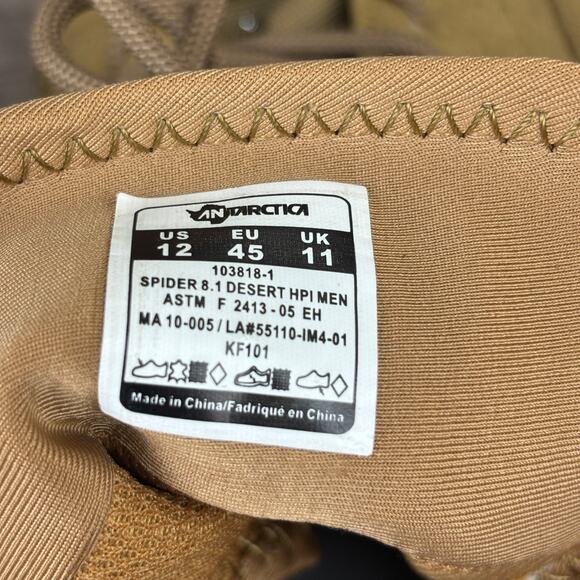 ANTARCTICA
US EU UK
12 45 11
103818-1
SPIDER 8.1 DESERT HPI MEN
ASTM F 2413-05 EH
MA 10-005 / LA#55110-IM4-01
KF101
Made in China/Fadriqué en China